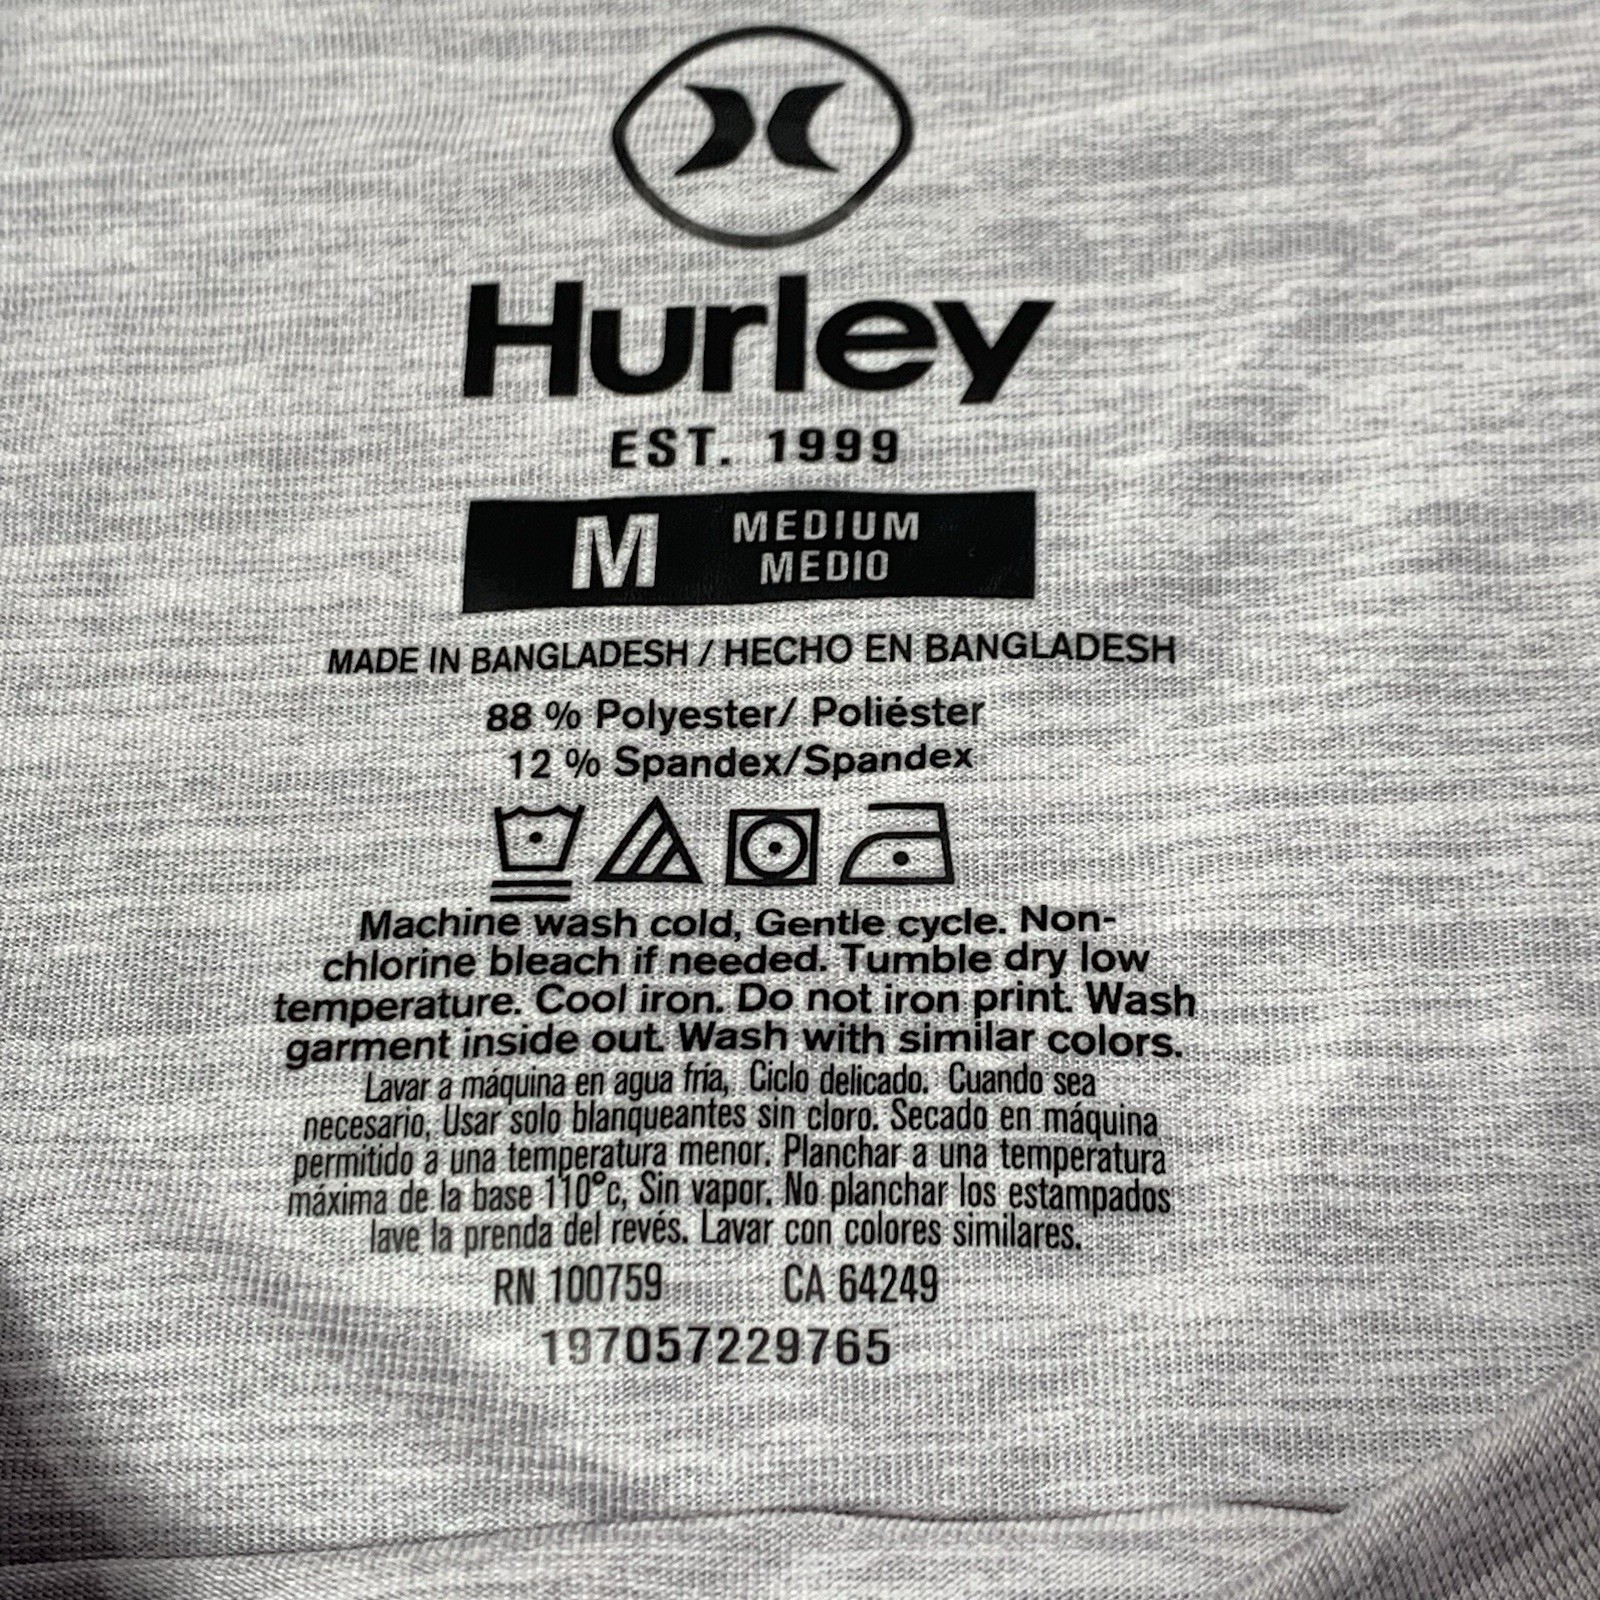 Hurley
EST. 1999
M MEDIUM
MEDIO
MADE IN BANGLADESH / HECHO EN BANGLADESH
88 % Polyester/ Poliéster
12 % Spandex/Spandex
Machine wash cold, Gentle cycle. Non-
chlorine bleach if needed. Tumble dry low
temperature. Cool iron. Do not iron print. Wash
garment inside out. Wash with similar colors.
Lavar a máquina en agua fría, Ciclo delicado. Cuando sea
necesario, Usar solo blanqueantes sin cloro. Secado en máquina
permitido a una temperatura menor. Planchar a una temperatura
máxima de la base 110°c, Sin vapor. No planchar los estampados
lave la prenda del revés. Lavar con colores similares.
RN 100759 CA 64249
197057229765